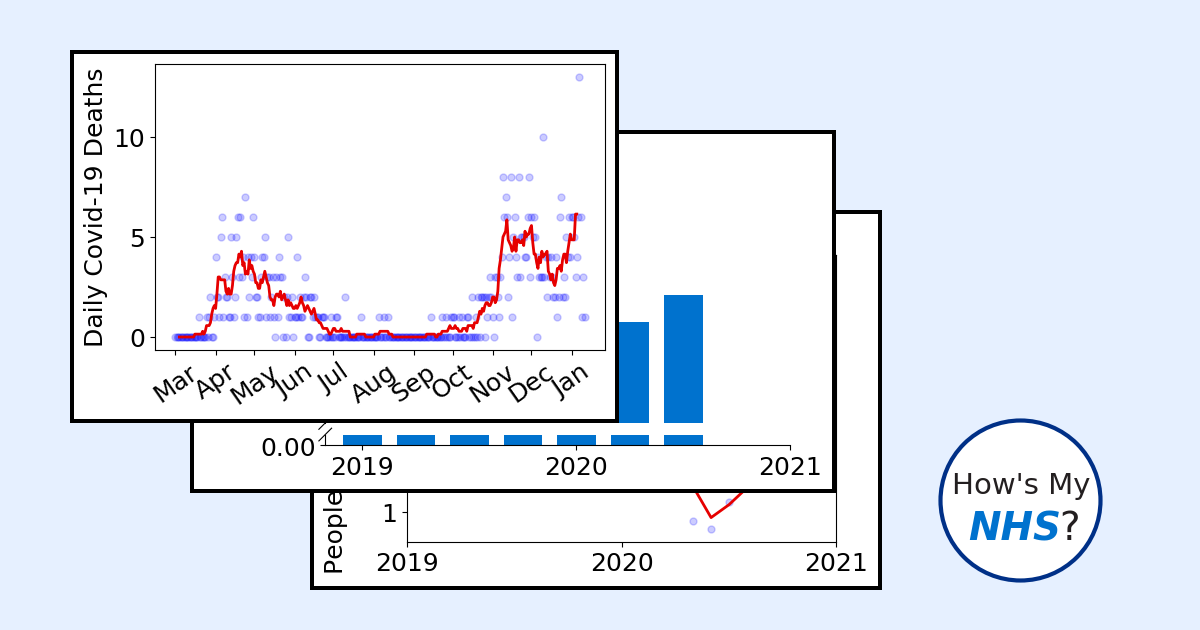 Daily Covid-19 Deaths
10
5
0
Mar Apr May Jun Jul Aug Sep Oct Nov Dec Jan
0.00
2019 2020 2021
People
1
2019 2020 2021
How's My
NHS?